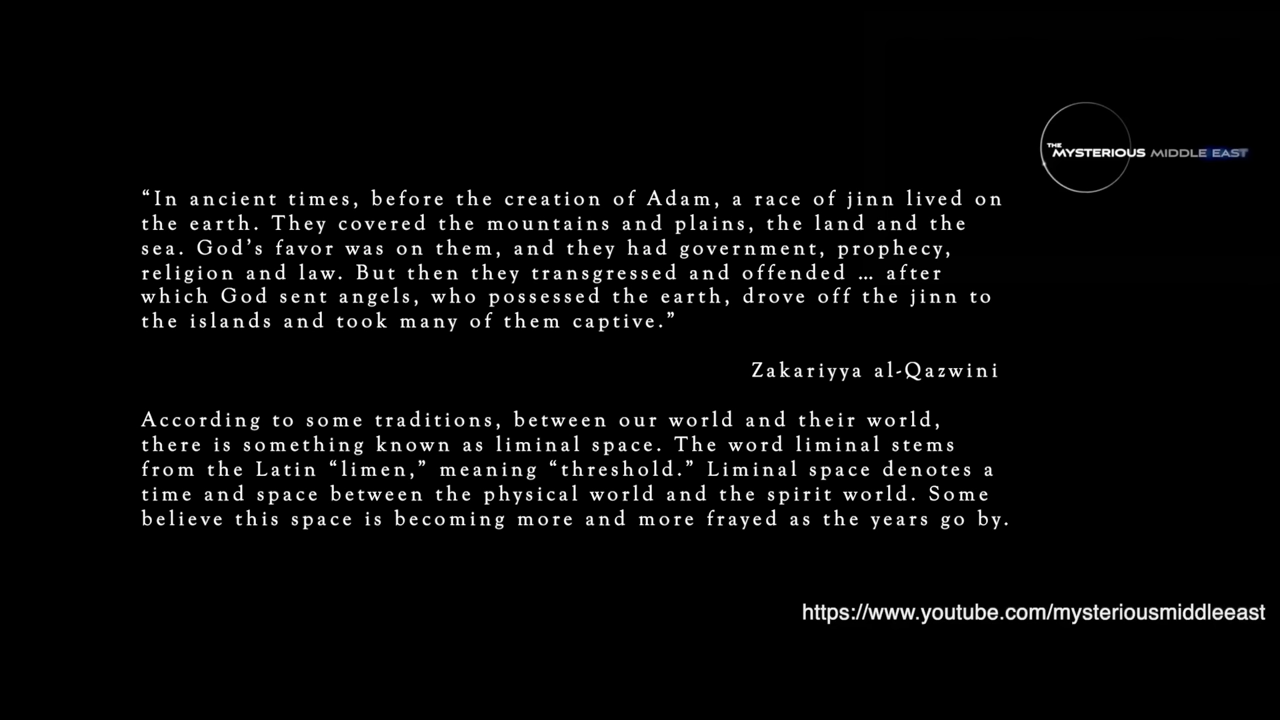 THE
MYSTERIOUS MIDDLE EAST
“In ancient times, before the creation of Adam, a race of jinn lived on
the earth. They covered the mountains and plains, the land and the
sea. God’s favor was on them, and they had government, prophecy,
religion and law. But then they transgressed and offended … after
which God sent angels, who possessed the earth, drove off the jinn to
the islands and took many of them captive.”
Zakariyya al-Qazwini
According to some traditions, between our world and their world,
there is something known as liminal space. The word liminal stems
from the Latin “limen,” meaning “threshold.” Liminal space denotes a
time and space between the physical world and the spirit world. Some
believe this space is becoming more and more frayed as the years go by.
https://www.youtube.com/mysteriousmiddleeast